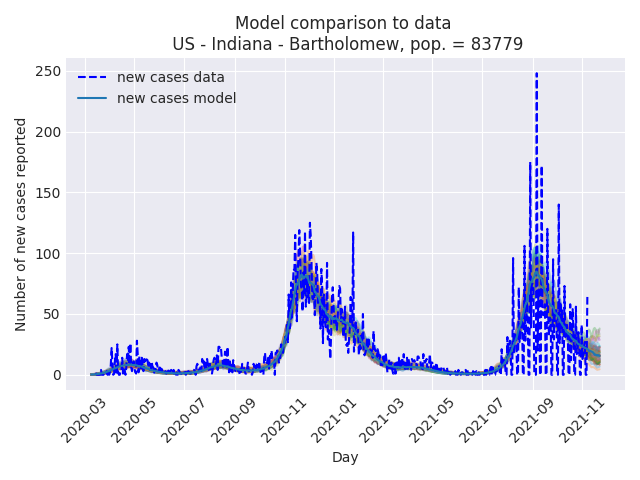 Model comparison to data
US - Indiana - Bartholomew, pop. = 83779
250
200
150
100
50
0
Number of new cases reported
new cases data
new cases model
2020-03
2020-05
2020-07
2020-09
2020-11
2021-01
2021-03
2021-05
2021-07
2021-09
2021-11
Day